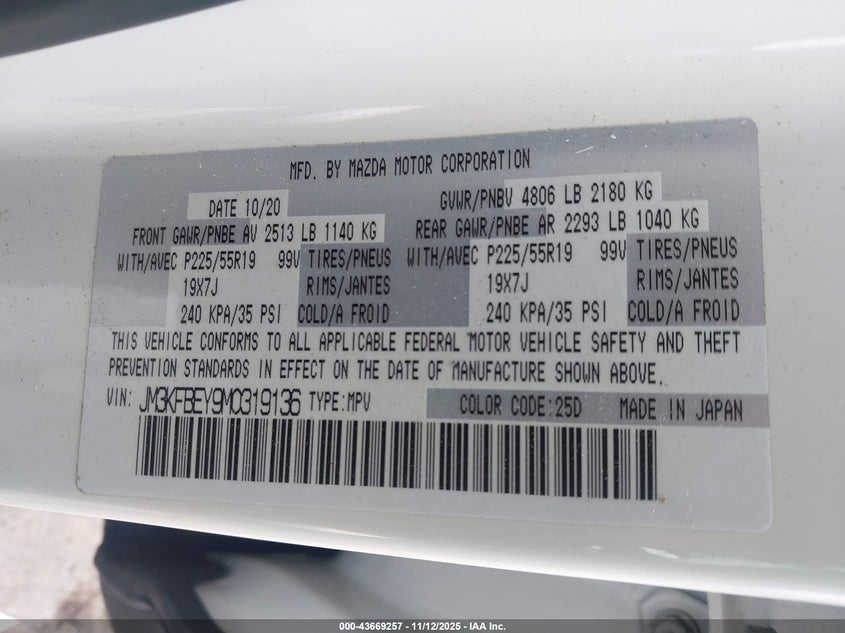 MFD. BY MAZDA MOTOR CORPORATION
DATE 10/20 GVWR/PNBV 4806 LB 2180 KG
FRONT GAWR/PNBE AV 2513 LB 1140 KG REAR GAWR/PNBE AR 2293 LB 1040 KG
WITH/AVEC P225/55R19 99V TIRES/PNEUS WITH/AVEC P225/55R19 99V TIRES/PNEUS
19X7J RIMS/JANTES 19X7J RIMS/JANTES
240 KPA/35 PSI COLD/A FROID 240 KPA/35 PSI COLD/A FROID
THIS VEHICLE CONFORMS TO ALL APPLICABLE FEDERAL MOTOR VEHICLE SAFETY AND THEFT
PREVENTION STANDARDS IN EFFECT ON THE DATE OF MANUFACTURE SHOWN ABOVE.
VIN: JM3KFBEY9M0319136 TYPE:MPV COLOR CODE:25D MADE IN JAPAN
000-43669257 - 11/12/2025 - IAA Inc.